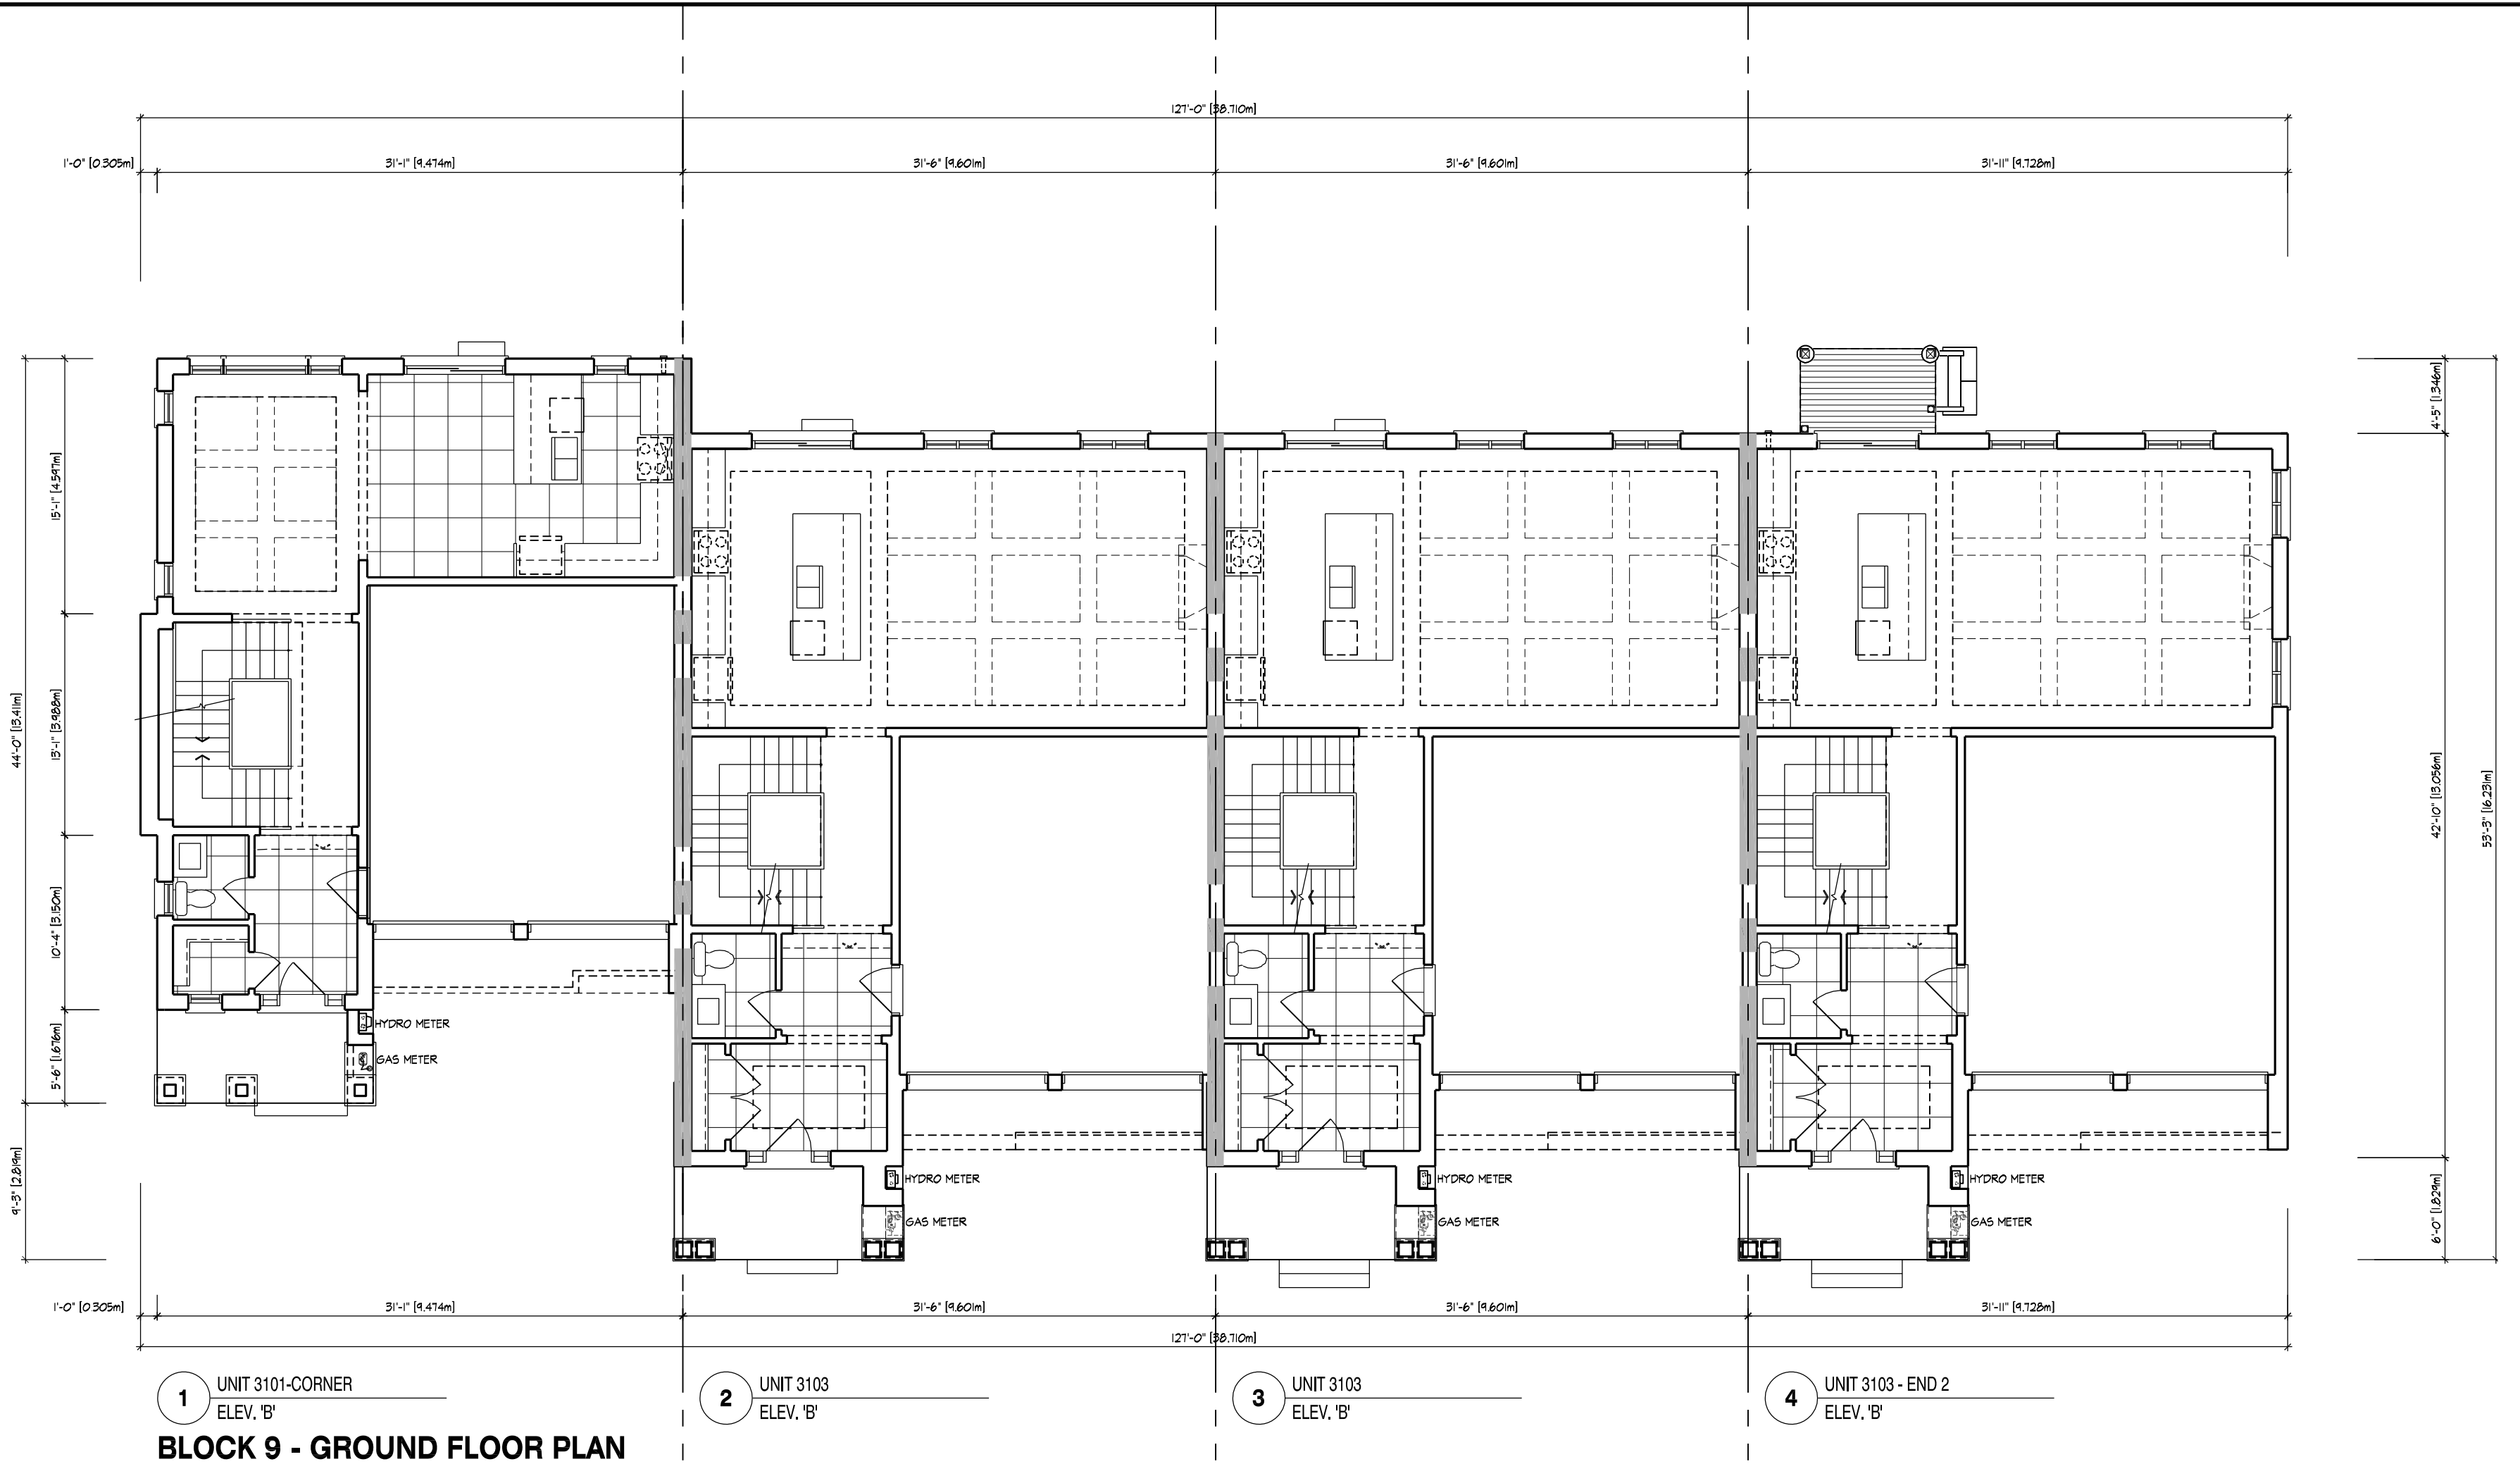 127'-0" [38.710m]
1'-0" [0.305m]
31'-1" [9.474m]
31'-6" [9.601m]
31'-6" [9.601m]
31'-11" [9.728m]
44'-0" [13.411m]
9'-3" [2.819m]
15'-1" [4.597m]
13'-1" [3.988m]
10'-4" [3.150m]
5'-6" [1.676m]
4'-5" [1.346m]
42'-10" [13.056m]
6'-0" [1.829m]
53'-3" [16.231m]
HYDRO METER
GAS METER
HYDRO METER
GAS METER
HYDRO METER
GAS METER
HYDRO METER
GAS METER
1'-0" [0.305m]
31'-1" [9.474m]
31'-6" [9.601m]
31'-6" [9.601m]
31'-11" [9.728m]
127'-0" [38.710m]
1
UNIT 3101-CORNER
ELEV. 'B'
2
UNIT 3103
ELEV. 'B'
3
UNIT 3103
ELEV. 'B'
4
UNIT 3103 - END 2
ELEV. 'B'
BLOCK 9 - GROUND FLOOR PLAN